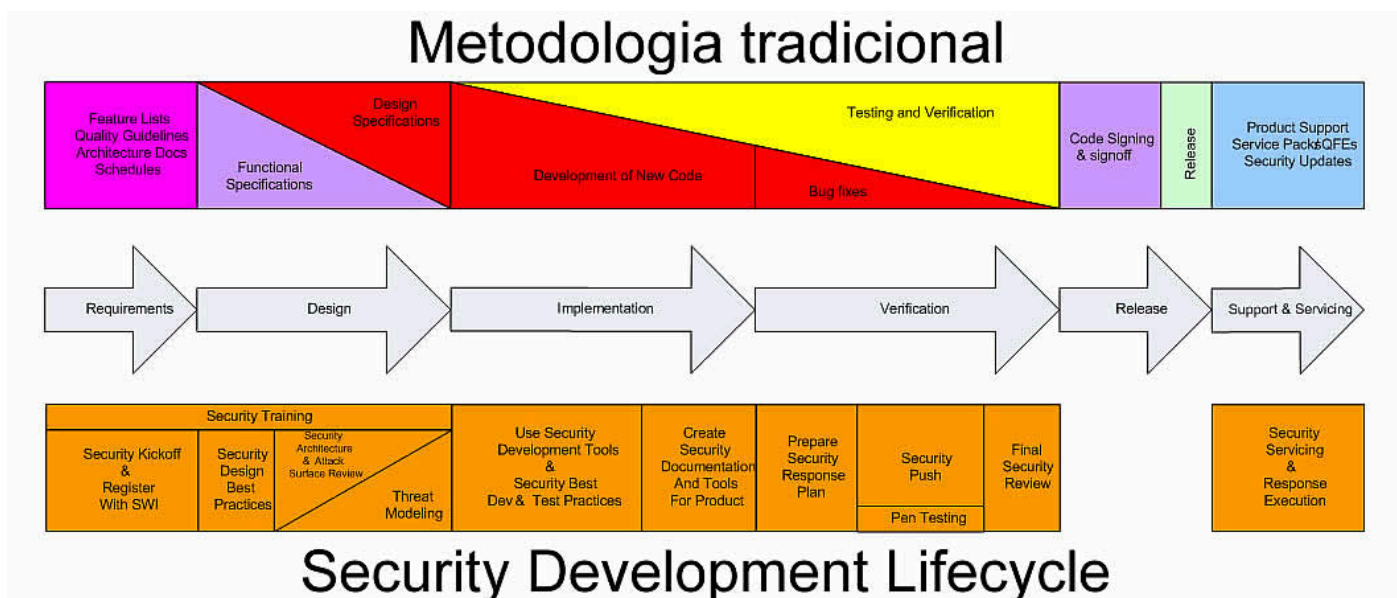 Metodologia tradicional
Feature Lists
Quality Guidelines
Architecture Docs
Schedules
Functional
Specifications
Design
Specifications
Development of New Code
Testing and Verification
Bug fixes
Code Signing
& signoff
Release
Product Support
Service Packs/QFEs
Security Updates
Requirements
Design
Implementation
Verification
Release
Support & Servicing
Security Training
Security Kickoff
&
Register
With SWI
Security
Design
Best
Practices
Security
Architecture
& Attack
Surface Review
Threat
Modeling
Use Security
Development Tools
&
Security Best
Dev & Test Practices
Create
Security
Documentation
And Tools
For Product
Prepare
Security
Response
Plan
Security
Push
Pen Testing
Final
Security
Review
Security
Servicing
&
Response
Execution
Security Development Lifecycle